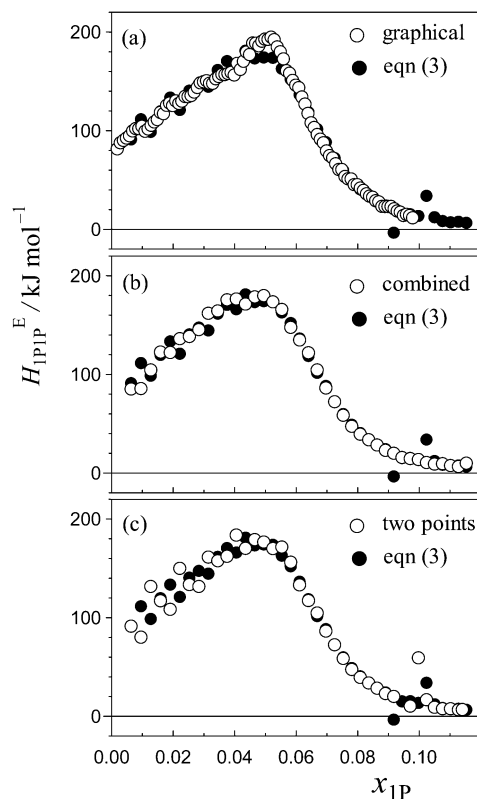 (a)
graphical
eqn (3)
200
100
0
(b)
combined
eqn (3)
200
100
0
(c)
two points
eqn (3)
200
100
0
H1P1P^E / kJ mol−1
0.00 0.02 0.04 0.06 0.08 0.10
x1P